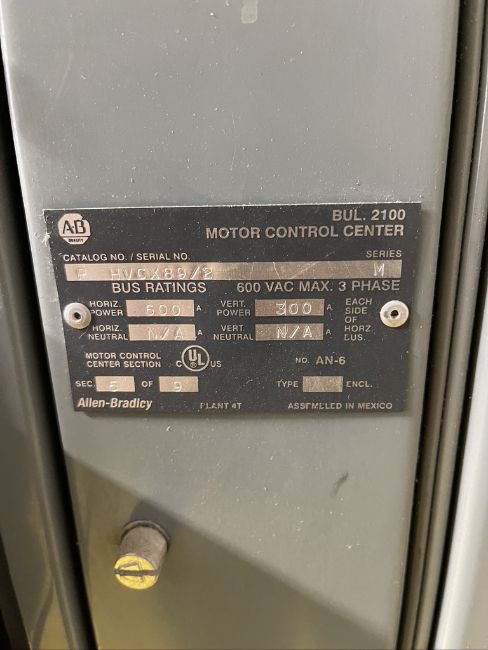 A-B
QUALITY
BUL. 2100
MOTOR CONTROL CENTER
CATALOG NO. / SERIAL NO. SERIES
HVCX89/2 M
BUS RATINGS 600 VAC MAX. 3 PHASE
HORIZ. POWER 600 A VERT. POWER 300 A EACH SIDE OF HORZ. BUS.
HORIZ. NEUTRAL N/A A VERT. NEUTRAL N/A A
MOTOR CONTROL CENTER SECTION C UL US NO. AN-6
SEC. OF 9 TYPE ENCL.
Allen-Bradley PLANT 4T ASSEMBLED IN MEXICO